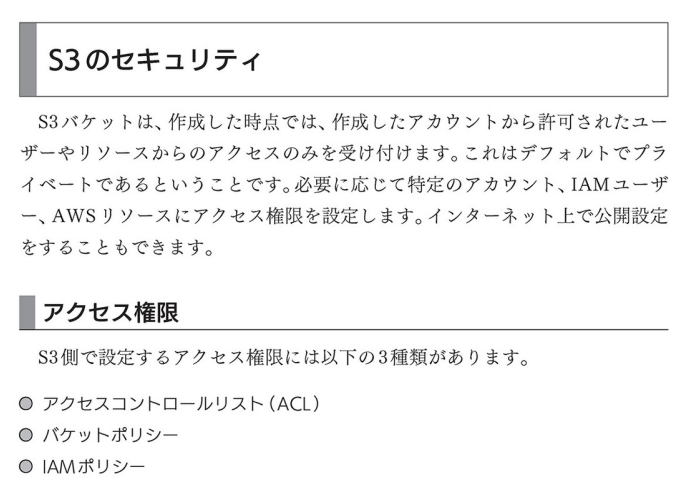 S3のセキュリティ
S3バケットは、作成した時点では、作成したアカウントから許可されたユー
ザーやリソースからのアクセスのみを受け付けます。これはデフォルトでプラ
イベートであるということです。必要に応じて特定のアカウント、IAMユーザ
ー、AWSリソースにアクセス権限を設定します。インターネット上で公開設定
をすることもできます。
アクセス権限
S3側で設定するアクセス権限には以下の3種類があります。
アクセスコントロールリスト（ACL）
バケットポリシー
IAMポリシー